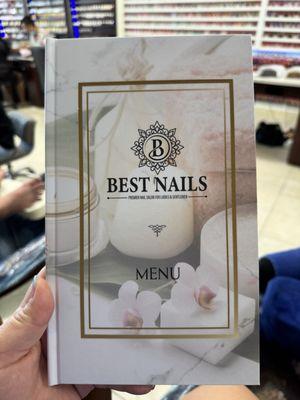 B
BEST NAILS
PREMIER NAIL SALON FOR LADIES & GENTLEMEN
MENU